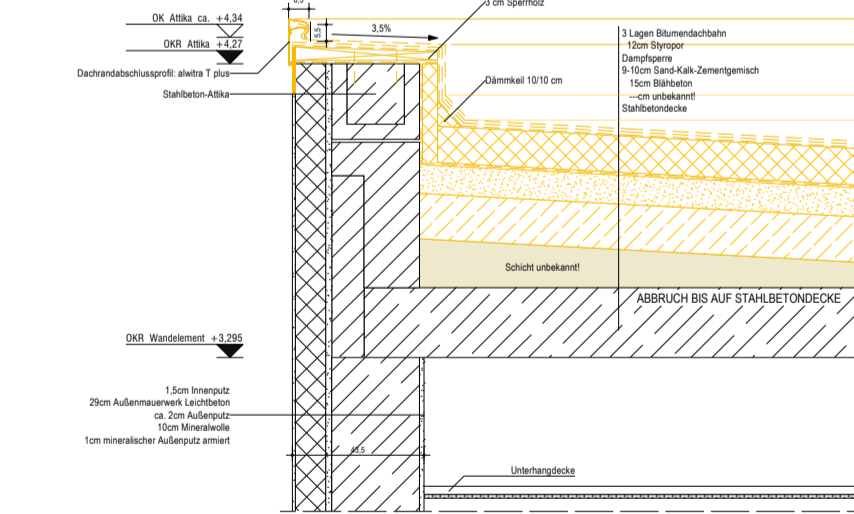 3 cm Sperrholz
OK Attika ca. +4,34
5,5
3,5%
OKR Attika +4,27
Dachrandabschlussprofil: alwitra T plus
Stahlbeton-Attika
Dämmkeil 10/10 cm
3 Lagen Bitumendachbahn
12cm Styropor
Dampfsperre
9-10cm Sand-Kalk-Zementgemisch
15cm Blähbeton
---cm unbekannt!
Stahlbetondecke
Schicht unbekannt!
ABBRUCH BIS AUF STAHLBETONDECKE
OKR Wandelement +3,295
1,5cm Innenputz
29cm Außenmauerwerk Leichtbeton
ca. 2cm Außenputz
10cm Mineralwolle
1cm mineralischer Außenputz armiert
43,5
Unterhangdecke